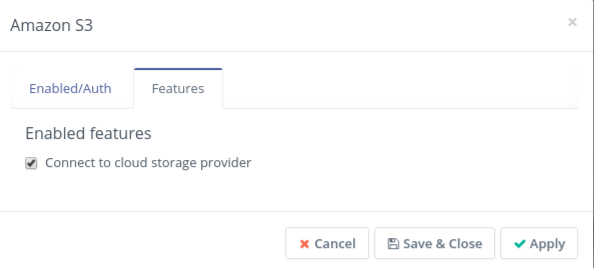 Amazon S3
×
Enabled/Auth Features
Enabled features
Connect to cloud storage provider
Cancel Save & Close Apply